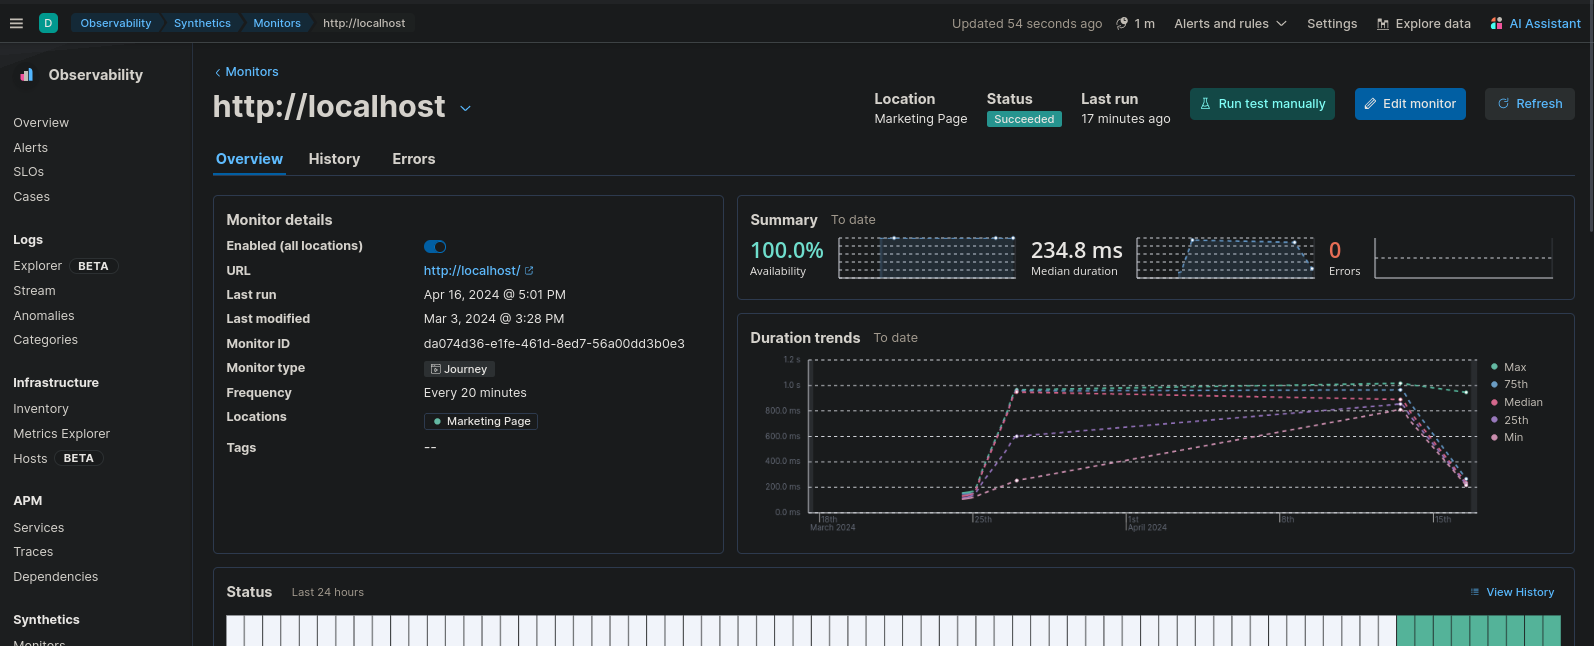 D Observability Synthetics Monitors http://localhost Updated 54 seconds ago 1 m Alerts and rules Settings Explore data AI Assistant
Observability
Overview
Alerts
SLOs
Cases
Logs
Explorer BETA
Stream
Anomalies
Categories
Infrastructure
Inventory
Metrics Explorer
Hosts BETA
APM
Services
Traces
Dependencies
Synthetics
Monitors
Monitors
http://localhost
Location
Marketing Page
Status
Succeeded
Last run
17 minutes ago
Run test manually
Edit monitor
Refresh
Overview History Errors
Monitor details
Enabled (all locations)
URL http://localhost/
Last run Apr 16, 2024 @ 5:01 PM
Last modified Mar 3, 2024 @ 3:28 PM
Monitor ID da074d36-e1fe-461d-8ed7-56a00dd3b0e3
Monitor type Journey
Frequency Every 20 minutes
Locations Marketing Page
Tags --
Summary To date
100.0%
Availability
234.8 ms
Median duration
0
Errors
Duration trends To date
1.2 s
1.0 s
800.0 ms
600.0 ms
400.0 ms
200.0 ms
0.0 ms
18th 25th 1st 8th 15th
March 2024 April 2024
Max
75th
Median
25th
Min
Status Last 24 hours View History